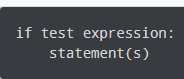 if test expression:
    statement(s)